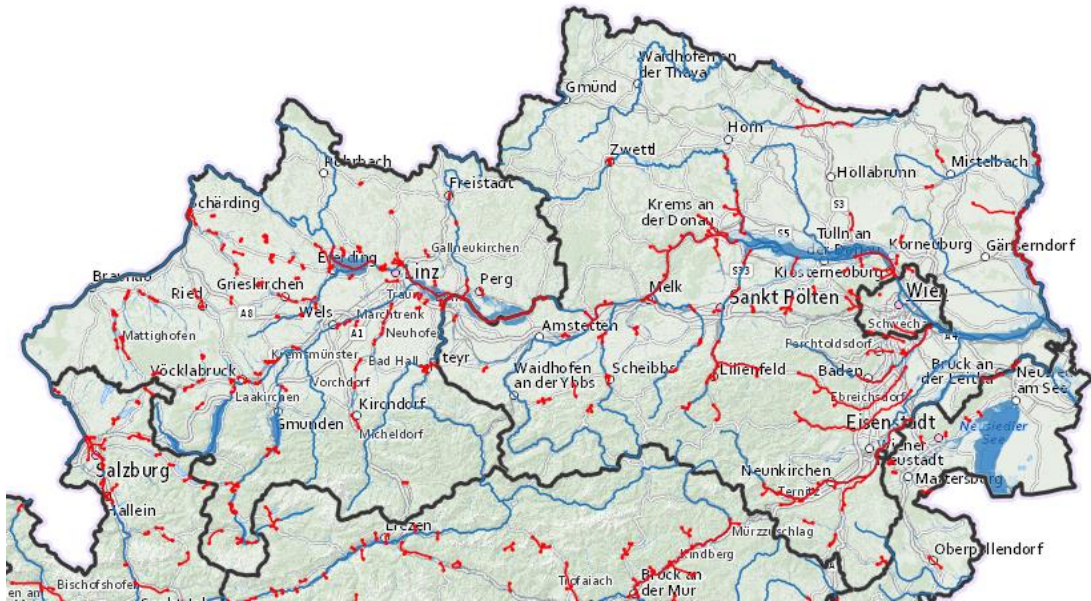 Waidhofen an
der Thaya
Gmünd
Horn
Zwettl
Mistelbach
Hollabrunn
Rohrbach
Freistadt
Krems an
der Donau
S3
Schärding
S5
Tulln an
der Donau
Korneuburg
Gallneukirchen
Gänserndorf
Eferding
Linz
S33
Klosterneuburg
Braunau
Perg
Melk
Wien
Grieskirchen
Ried
Traun
Sankt Pölten
A8
Marchtrenk
Wels
Schwechat
A1
Neuhofen
Amstetten
A4
Mattighofen
Perchtoldsdorf
Kremsmünster
Bad Hall
Steyr
Bruck an
der Leitha
Vöcklabruck
Vorchdorf
Waidhofen
an der Ybbs
Scheibbs
Lilienfeld
Baden
Neusiedl
am See
Laakirchen
Ebreichsdorf
Gmunden
Kirchdorf
Eisenstadt
Micheldorf
Neusiedler
See
Wiener
Neustadt
Salzburg
Neunkirchen
Mattersburg
Ternitz
Hallein
Liezen
Mürzzuschlag
Kindberg
Oberpullendorf
Bischofshofen
Trofaiach
Bruck an
der Mur